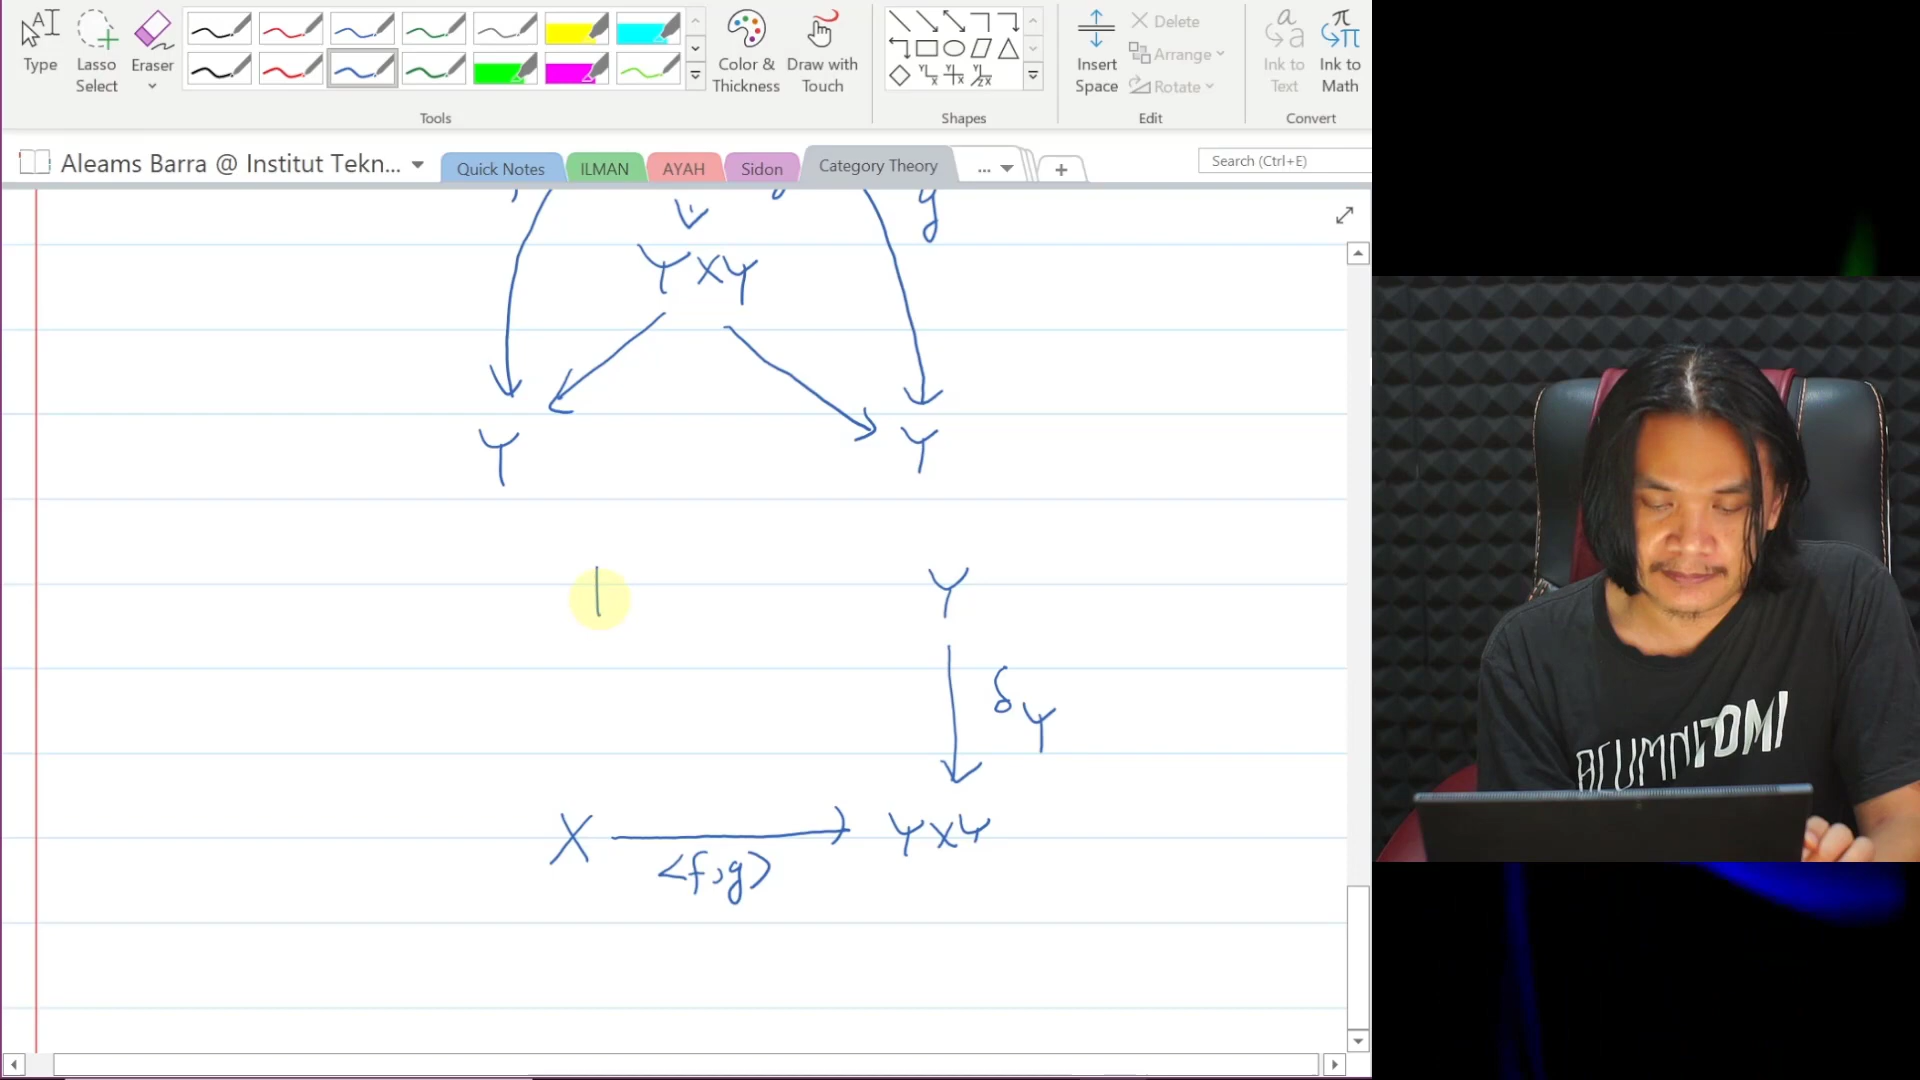 Type
Lasso Select
Eraser
Color & Thickness
Draw with Touch
Insert Space
Delete
Arrange
Rotate
Ink to Text
Ink to Math
Tools
Shapes
Edit
Convert
Aleams Barra @ Institut Tekn...
Quick Notes
ILMAN
AYAH
Sidon
Category Theory
...
+
Search (Ctrl+E)
g
Y×Y
Y
Y
Y
δ_Y
X
Y×Y
<f,g>
ALUMNITOMI